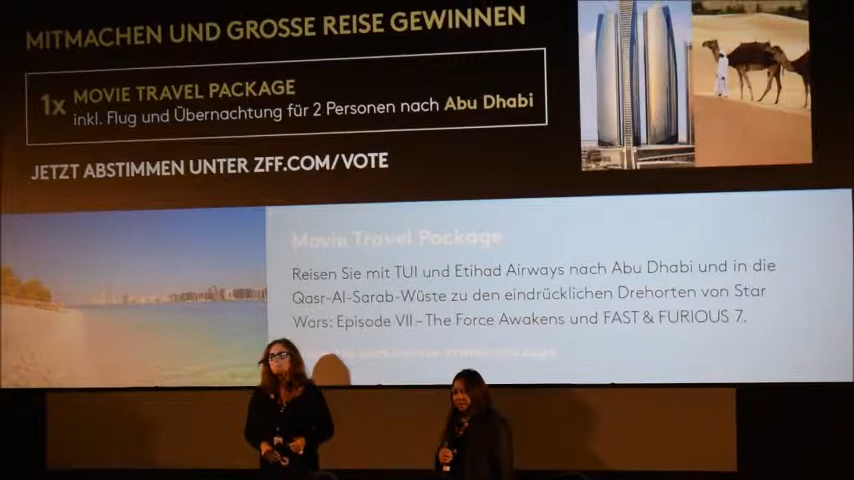 MITMACHEN UND GROSSE REISE GEWINNEN
1x MOVIE TRAVEL PACKAGE
inkl. Flug und Übernachtung für 2 Personen nach Abu Dhabi
JETZT ABSTIMMEN UNTER ZFF.COM/VOTE
Movie Travel Package
Reisen Sie mit TUI und Etihad Airways nach Abu Dhabi und in die
Qasr-Al-Sarab-Wüste zu den eindrücklichen Drehorten von Star
Wars: Episode VII – The Force Awakens und FAST & FURIOUS 7.